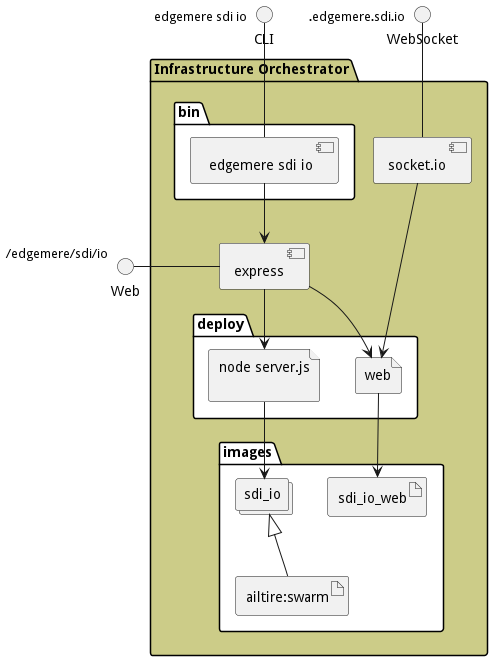 edgemere sdi io
.edgemere.sdi.io
CLI
WebSocket
Infrastructure Orchestrator
bin
edgemere sdi io
socket.io
/edgemere/sdi/io
express
Web
deploy
node server.js
web
images
sdi_io
sdi_io_web
ailtire:swarm